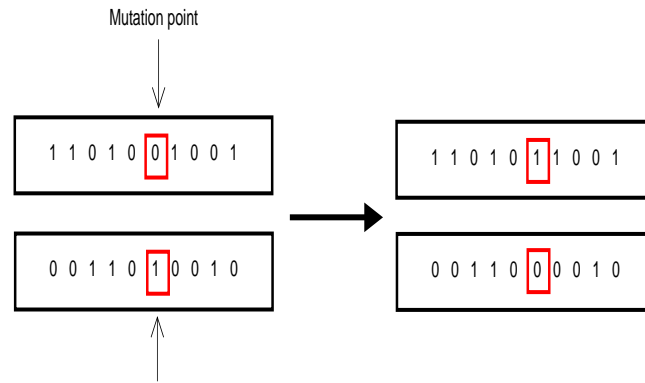 Mutation point
1 1 0 1 0 0 1 0 0 1
1 1 0 1 0 1 1 0 0 1
0 0 1 1 0 1 0 0 1 0
0 0 1 1 0 0 0 0 1 0